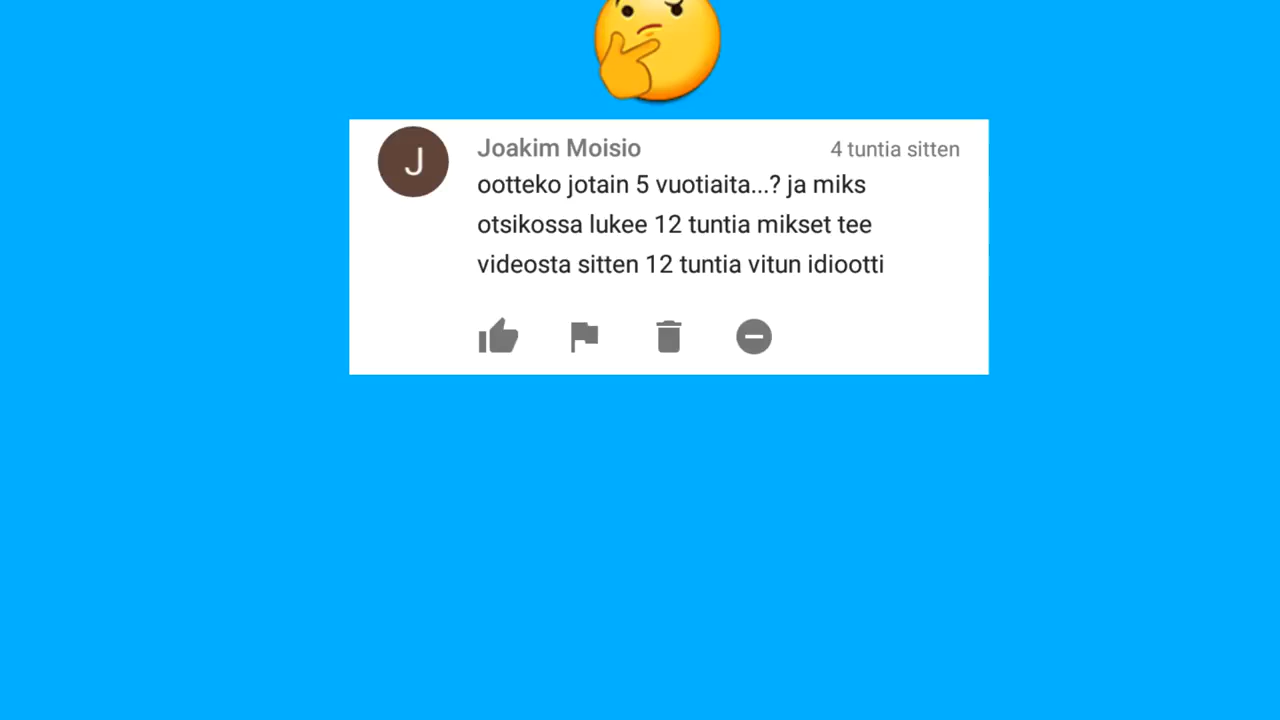 J
Joakim Moisio 4 tuntia sitten
ootteko jotain 5 vuotiaita...? ja miks
otsikossa lukee 12 tuntia mikset tee
videosta sitten 12 tuntia vitun idiootti